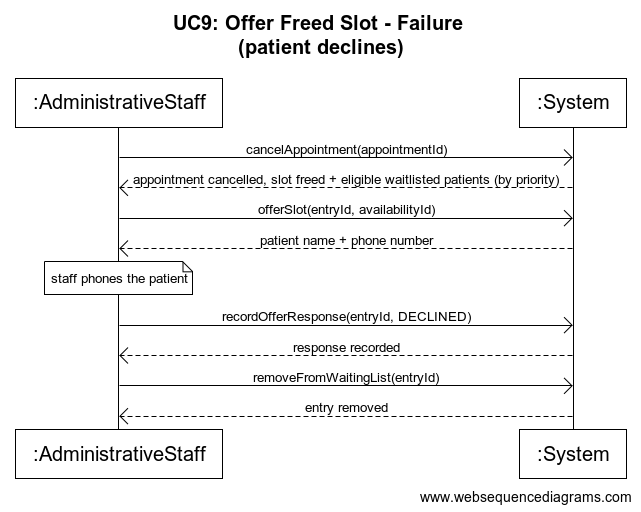 UC9: Offer Freed Slot - Failure
(patient declines)
:AdministrativeStaff
:System
cancelAppointment(appointmentId)
appointment cancelled, slot freed + eligible waitlisted patients (by priority)
offerSlot(entryId, availabilityId)
patient name + phone number
staff phones the patient
recordOfferResponse(entryId, DECLINED)
response recorded
removeFromWaitingList(entryId)
entry removed
:AdministrativeStaff
:System
www.websequencediagrams.com